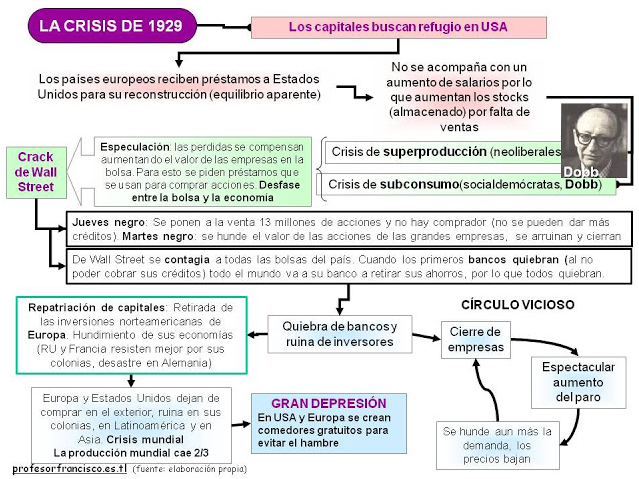 LA CRISIS DE 1929
Los capitales buscan refugio en USA
Los países europeos reciben préstamos a Estados
Unidos para su reconstrucción (equilibrio aparente)
No se acompaña con un
aumento de salarios por lo
que aumentan los stocks
(almacenado) por falta de
ventas
Crack
de Wall
Street
Especulación: las perdidas se compensan
aumentando el valor de las empresas en la
bolsa. Para esto se piden préstamos que
se usan para comprar acciones. Desfase
entre la bolsa y la economía
Crisis de superproducción (neoliberales
Crisis de subconsumo(socialdemócratas, Dobb)
Dobb
Jueves negro: Se ponen a la venta 13 millones de acciones y no hay comprador (no se pueden dar más
créditos). Martes negro: se hunde el valor de las acciones de las grandes empresas, se arruinan y cierran
De Wall Street se contagia a todas las bolsas del país. Cuando los primeros bancos quiebran (al no
poder cobrar sus créditos) todo el mundo va a su banco a retirar sus ahorros, por lo que todos quiebran.
Repatriación de capitales: Retirada de
las inversiones norteamericanas de
Europa. Hundimiento de sus economías
(RU y Francia resisten mejor por sus
colonias, desastre en Alemania)
Quiebra de bancos y
ruina de inversores
CÍRCULO VICIOSO
Cierre de
empresas
Espectacular
aumento
del paro
Se hunde aun más la
demanda, los
precios bajan
Europa y Estados Unidos dejan de
comprar en el exterior, ruina en sus
colonias, en Latinoamérica y en
Asia. Crisis mundial
La producción mundial cae 2/3
GRAN DEPRESIÓN
En USA y Europa se crean
comedores gratuitos para
evitar el hambre
profesorfrancisco.es.tl (fuente: elaboración propia)